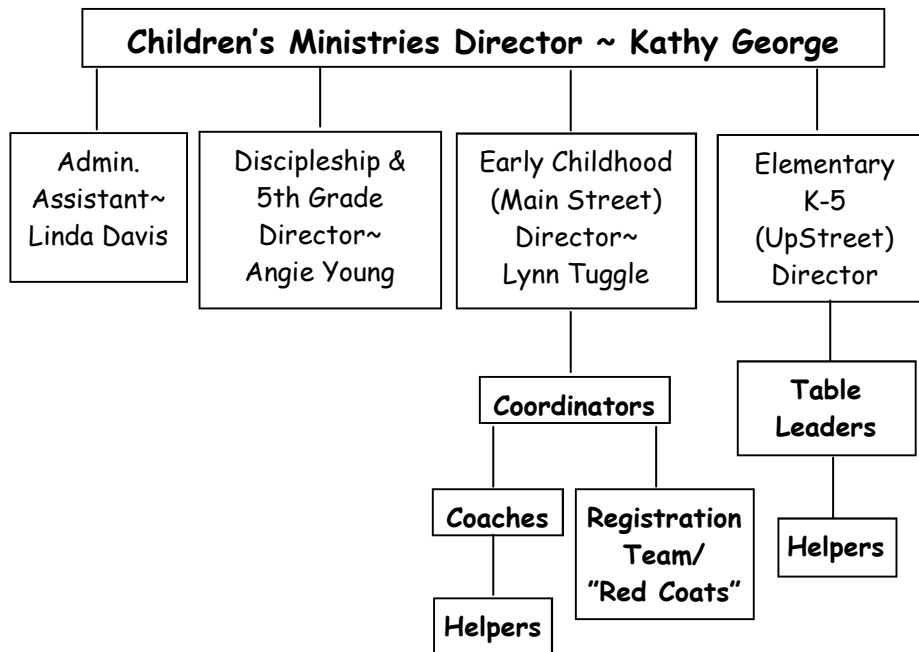 Children's Ministries Director ~ Kathy George
Admin.
Assistant~
Linda Davis
Discipleship &
5th Grade
Director~
Angie Young
Early Childhood
(Main Street)
Director~
Lynn Tuggle
Elementary
K-5
(UpStreet)
Director
Coordinators
Table
Leaders
Coaches
Registration
Team/
"Red Coats"
Helpers
Helpers